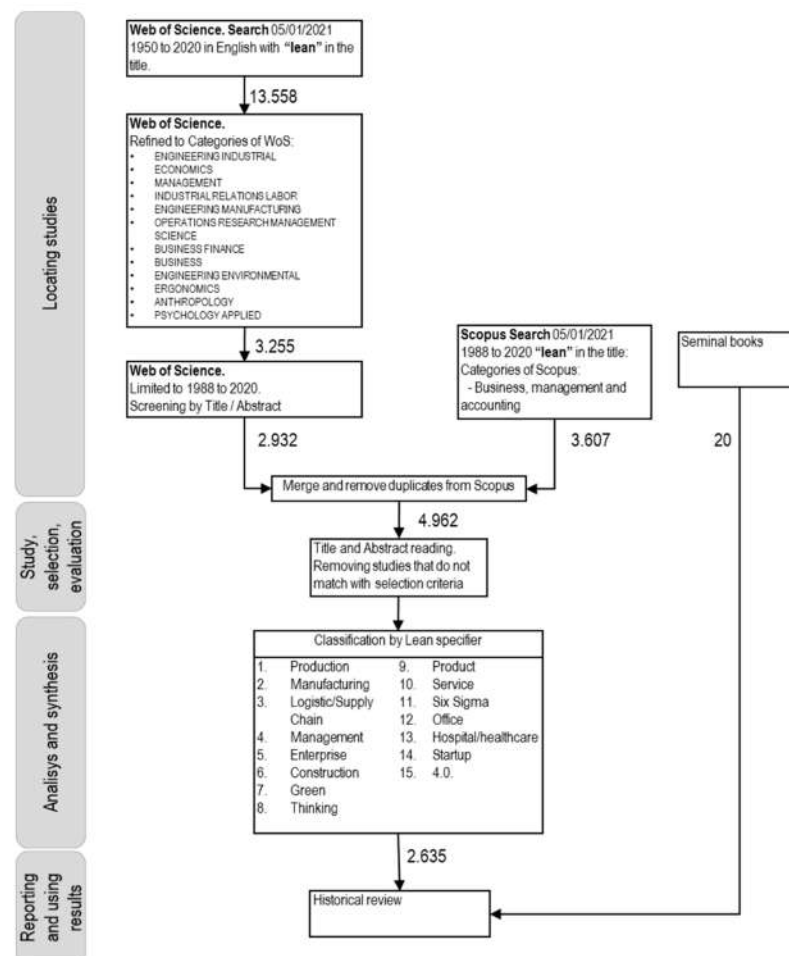 Locating studies
Web of Science. Search 05/01/2021
1950 to 2020 in English with “lean” in the
title.
13.558
Web of Science.
Refined to Categories of WoS:
• ENGINEERING INDUSTRIAL
• ECONOMICS
• MANAGEMENT
• INDUSTRIAL RELATIONS LABOR
• ENGINEERING MANUFACTURING
• OPERATIONS RESEARCH MANAGEMENT
SCIENCE
• BUSINESS FINANCE
• BUSINESS
• ENGINEERING ENVIRONMENTAL
• ERGONOMICS
• ANTHROPOLOGY
• PSYCHOLOGY APPLIED
3.255
Web of Science.
Limited to 1988 to 2020.
Screening by Title / Abstract
2.932
Scopus Search 05/01/2021
1988 to 2020 “lean” in the title:
Categories of Scopus:
- Business, management and
accounting
3.607
Seminal books
20
Merge and remove duplicates from Scopus
4.962
Study,
selection,
evaluation
Title and Abstract reading.
Removing studies that do not
match with selection criteria
Analisys and synthesis
Classification by Lean specifier
1. Production
2. Manufacturing
3. Logistic/Supply
Chain
4. Management
5. Enterprise
6. Construction
7. Green
8. Thinking
9. Product
10. Service
11. Six Sigma
12. Office
13. Hospital/healthcare
14. Startup
15. 4.0.
2.635
Reporting
and using
results
Historical review